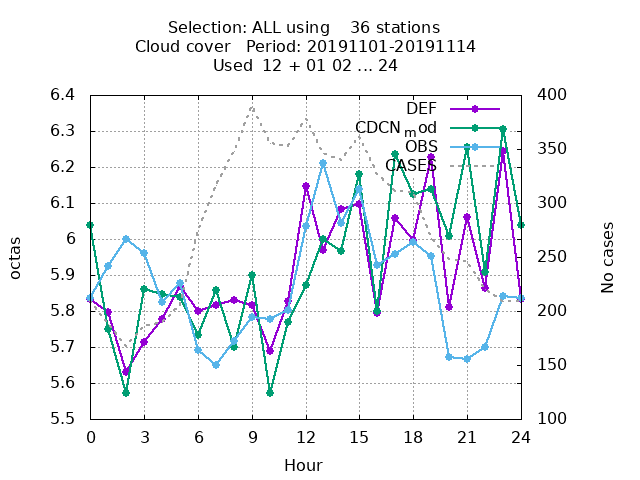 Selection: ALL using 36 stations
Cloud cover Period: 20191101-20191114
Used 12 + 01 02 ... 24
6.4
6.3
6.2
6.1
6
5.9
5.8
5.7
5.6
5.5
octas
400
350
300
250
200
150
100
No cases
DEF
CDCN mod
OBS
CASES
0 3 6 9 12 15 18 21 24
Hour